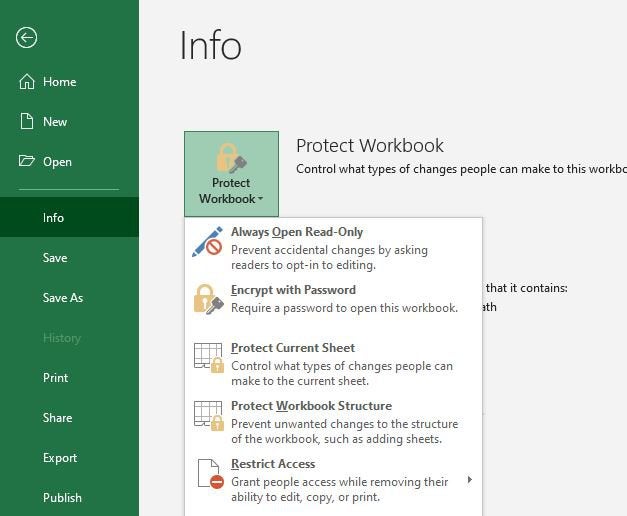 Info
Home
New
Open
Info
Save
Save As
History
Print
Share
Export
Publish
Protect
Workbook
Protect Workbook
Control what types of changes people can make to this workbo
Always Open Read-Only
Prevent accidental changes by asking
readers to opt-in to editing.
Encrypt with Password
Require a password to open this workbook.
Protect Current Sheet
Control what types of changes people can
make to the current sheet.
Protect Workbook Structure
Prevent unwanted changes to the structure
of the workbook, such as adding sheets.
Restrict Access
Grant people access while removing their
ability to edit, copy, or print.
that it contains:
ath